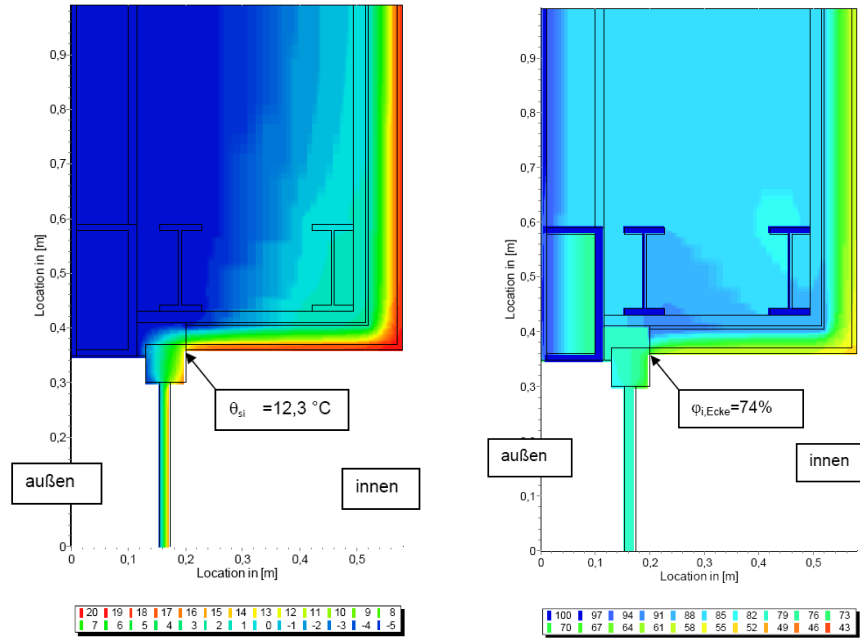 0,9
0,8
0,7
0,6
0,5
0,4
0,3
0,2
0,1
0
Location in [m]
0 0,1 0,2 0,3 0,4 0,5
Location in [m]
θsi =12,3 °C
außen
innen
20 19 18 17 16 15 14 13 12 11 10 9 8
7 6 5 4 3 2 1 0 -1 -2 -3 -4 -5
0,9
0,8
0,7
0,6
0,5
0,4
0,3
0,1
0
Location in [m]
0 0,1 0,2 0,3 0,4 0,5
Location in [m]
φi,Ecke=74%
außen
innen
100 97 94 91 88 85 82 79 76 73
70 67 64 61 58 55 52 49 46 43